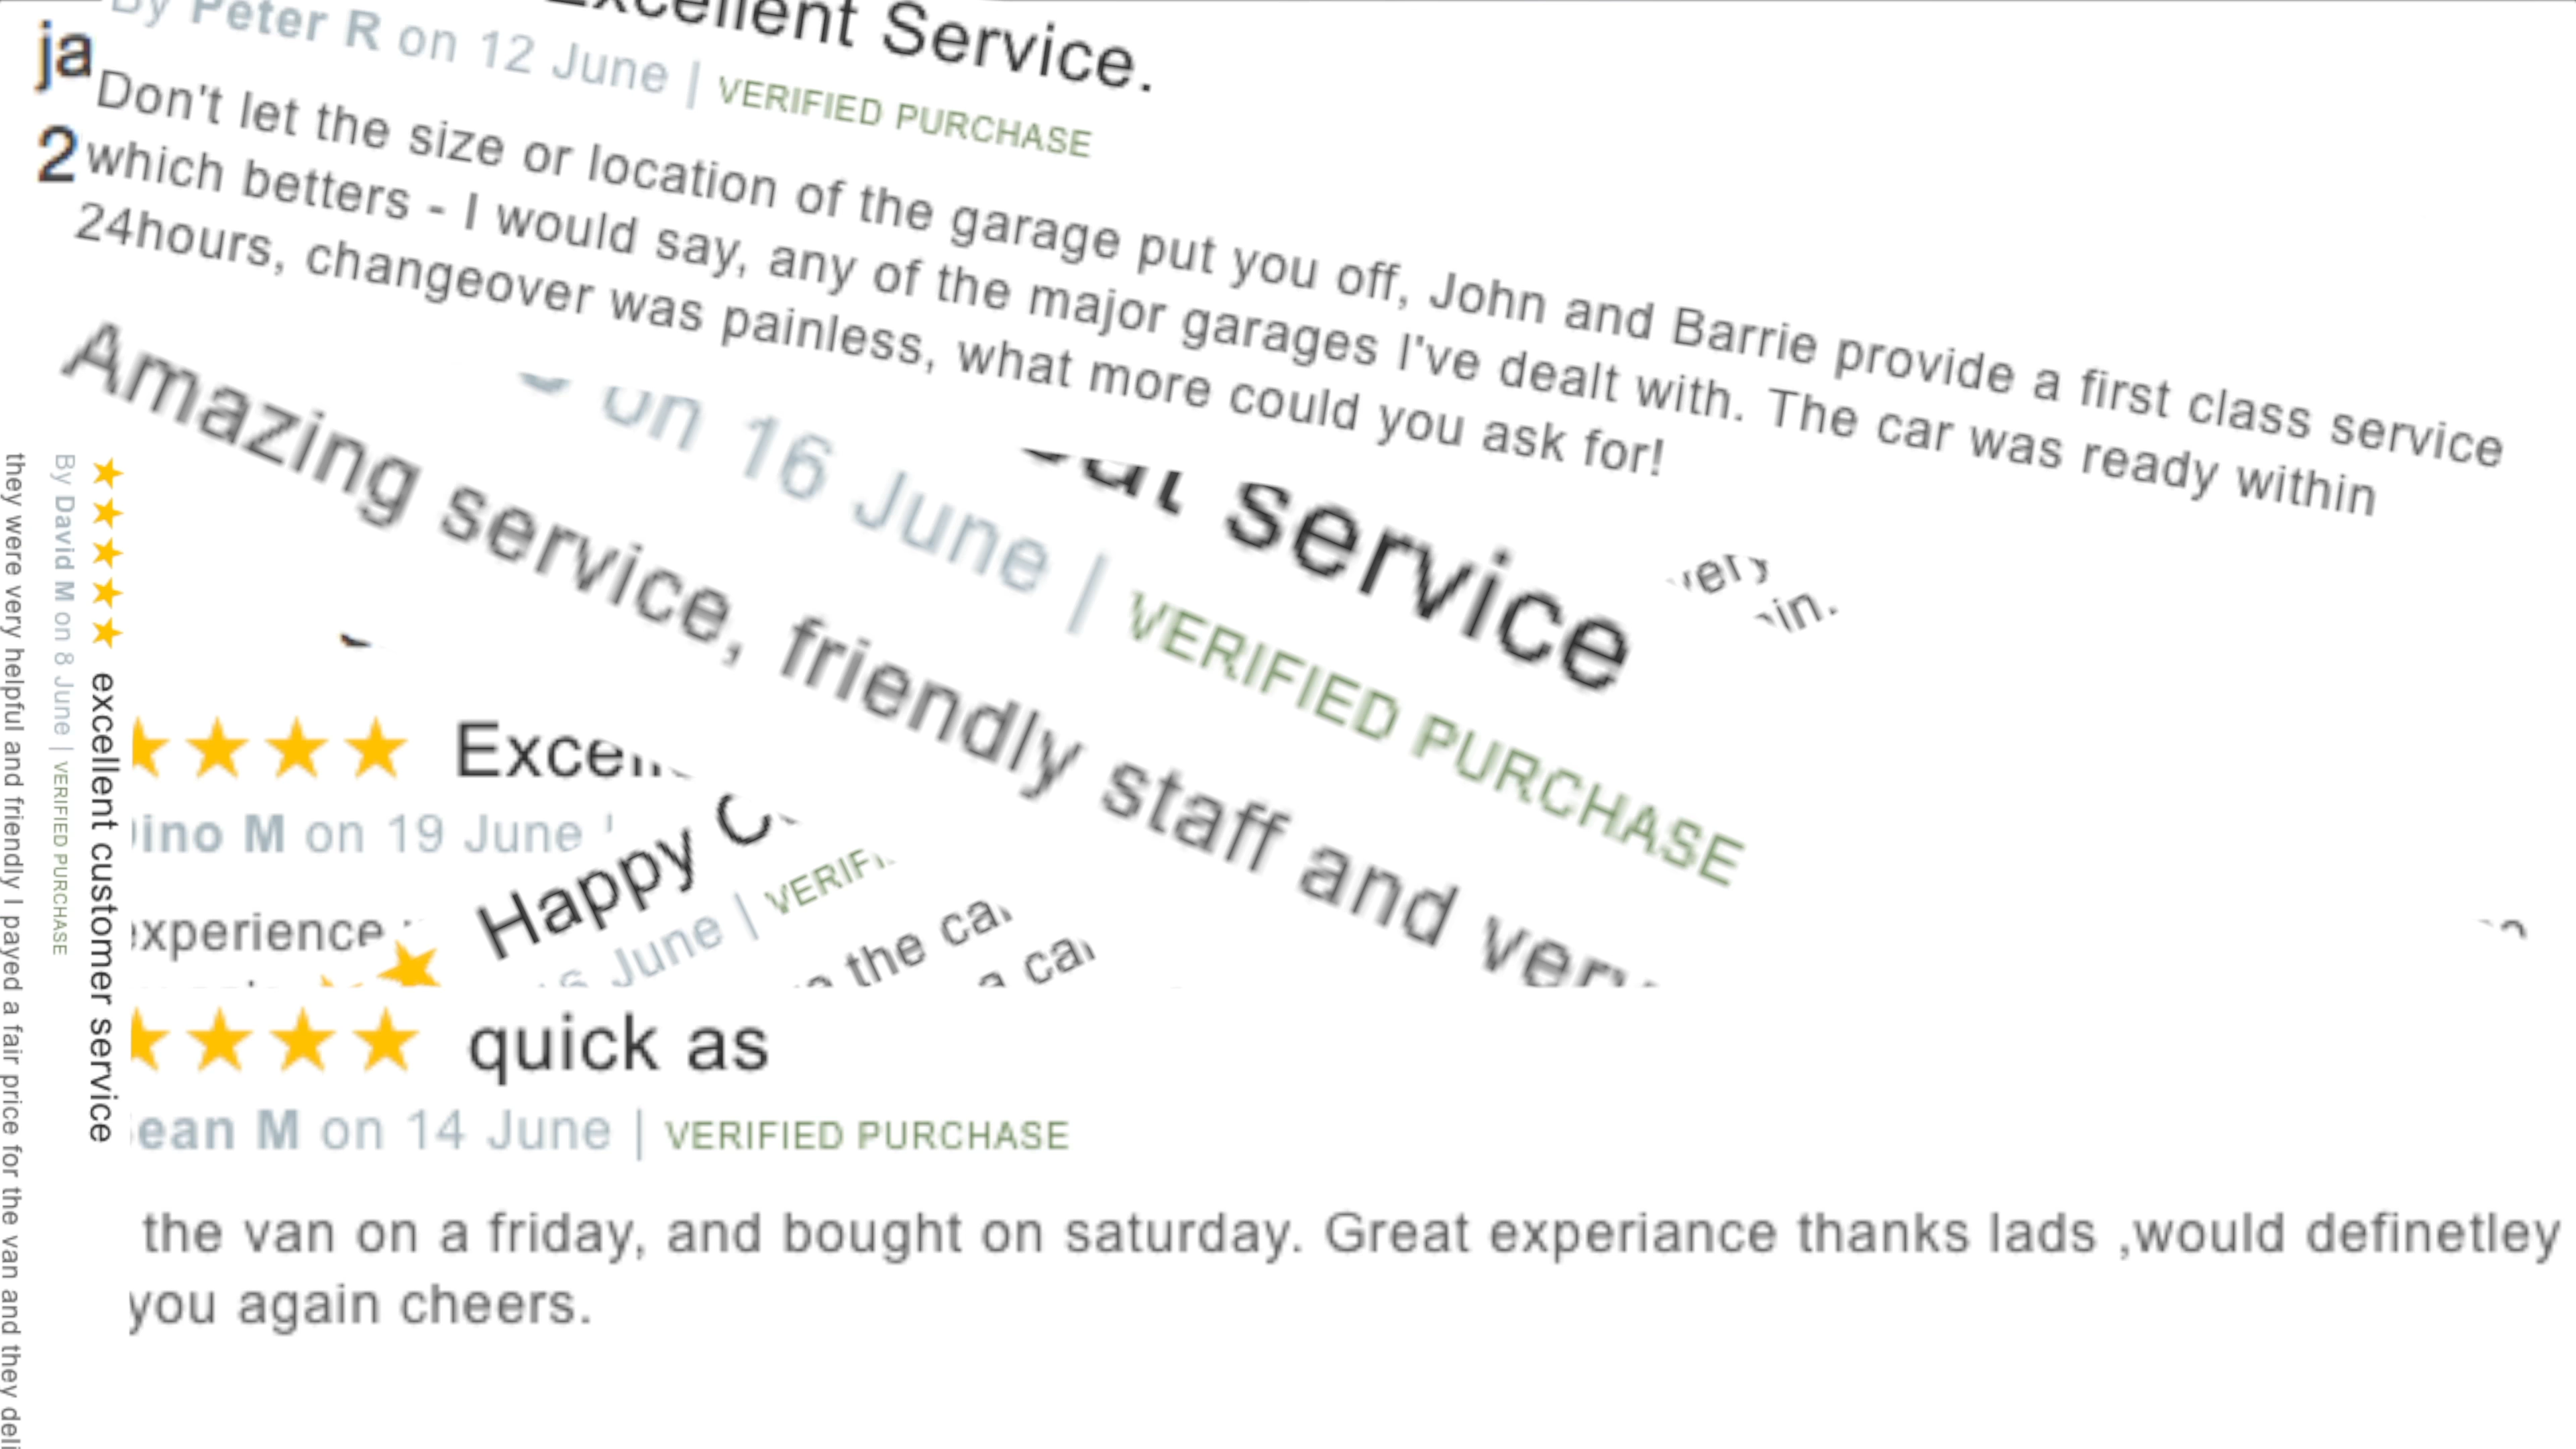 ja
2
Excellent Service.
By Peter R on 12 June | VERIFIED PURCHASE
Don't let the size or location of the garage put you off, John and Barrie provide a first class service
which betters - I would say, any of the major garages I've dealt with. The car was ready within
24hours, changeover was painless, what more could you ask for!
service
on 16 June | VERIFIED PURCHASE
Amazing service, friendly staff and very
excellent customer service
By David M on 8 June | VERIFIED PURCHASE
they were very helpful and friendly I payed a fair price for the van and they deli
ino M on 19 June
experience
Happy
June |
the
a
quick as
ean M on 14 June | VERIFIED PURCHASE
the van on a friday, and bought on saturday. Great experiance thanks lads ,would definetley
you again cheers.